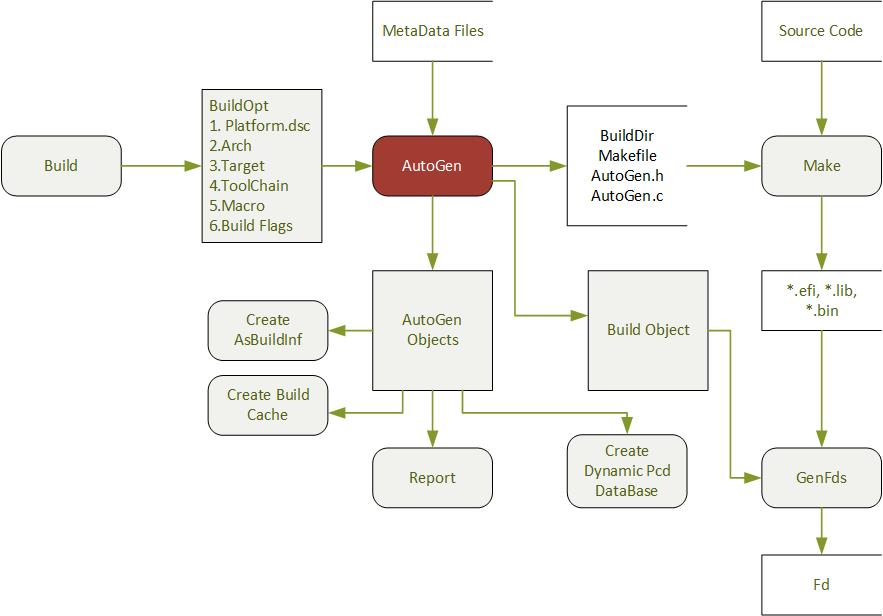 MetaData Files
Source Code
BuildOpt
1. Platform.dsc
2.Arch
3.Target
4.ToolChain
5.Macro
6.Build Flags
Build
AutoGen
BuildDir
Makefile
AutoGen.h
AutoGen.c
Make
Create
AsBuildInf
AutoGen
Objects
Build Object
*.efi, *.lib,
*.bin
Create Build
Cache
Report
Create
Dynamic Pcd
DataBase
GenFds
Fd